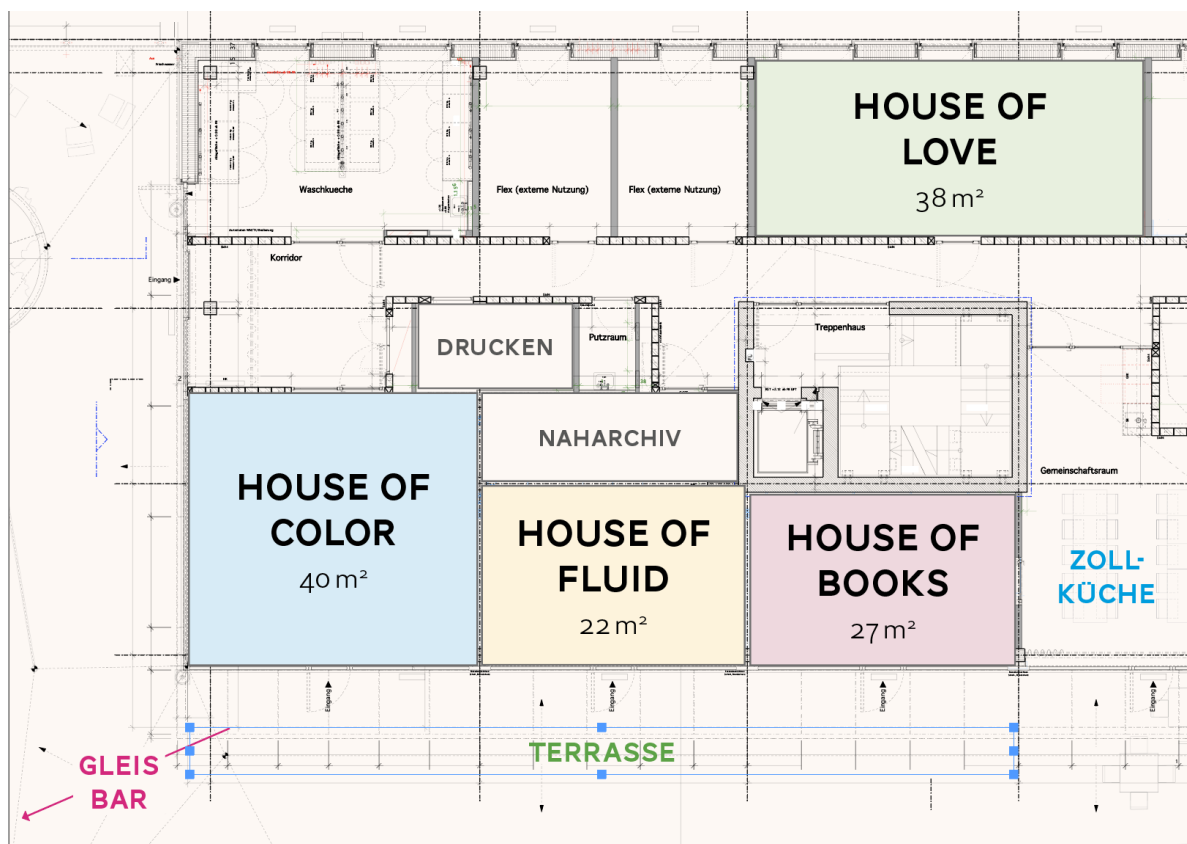 HOUSE OF
LOVE
38 m²
Waschkueche
Flex (externe Nutzung)
Flex (externe Nutzung)
Korridor
Eingang
DRUCKEN
Putzraum
Treppenhaus
NAHARCHIV
Gemeinschaftsraum
HOUSE OF
COLOR
40 m²
HOUSE OF
FLUID
22 m²
HOUSE OF
BOOKS
27 m²
ZOLL-
KÜCHE
Eingang
Eingang
Eingang
Eingang
TERRASSE
GLEIS
BAR